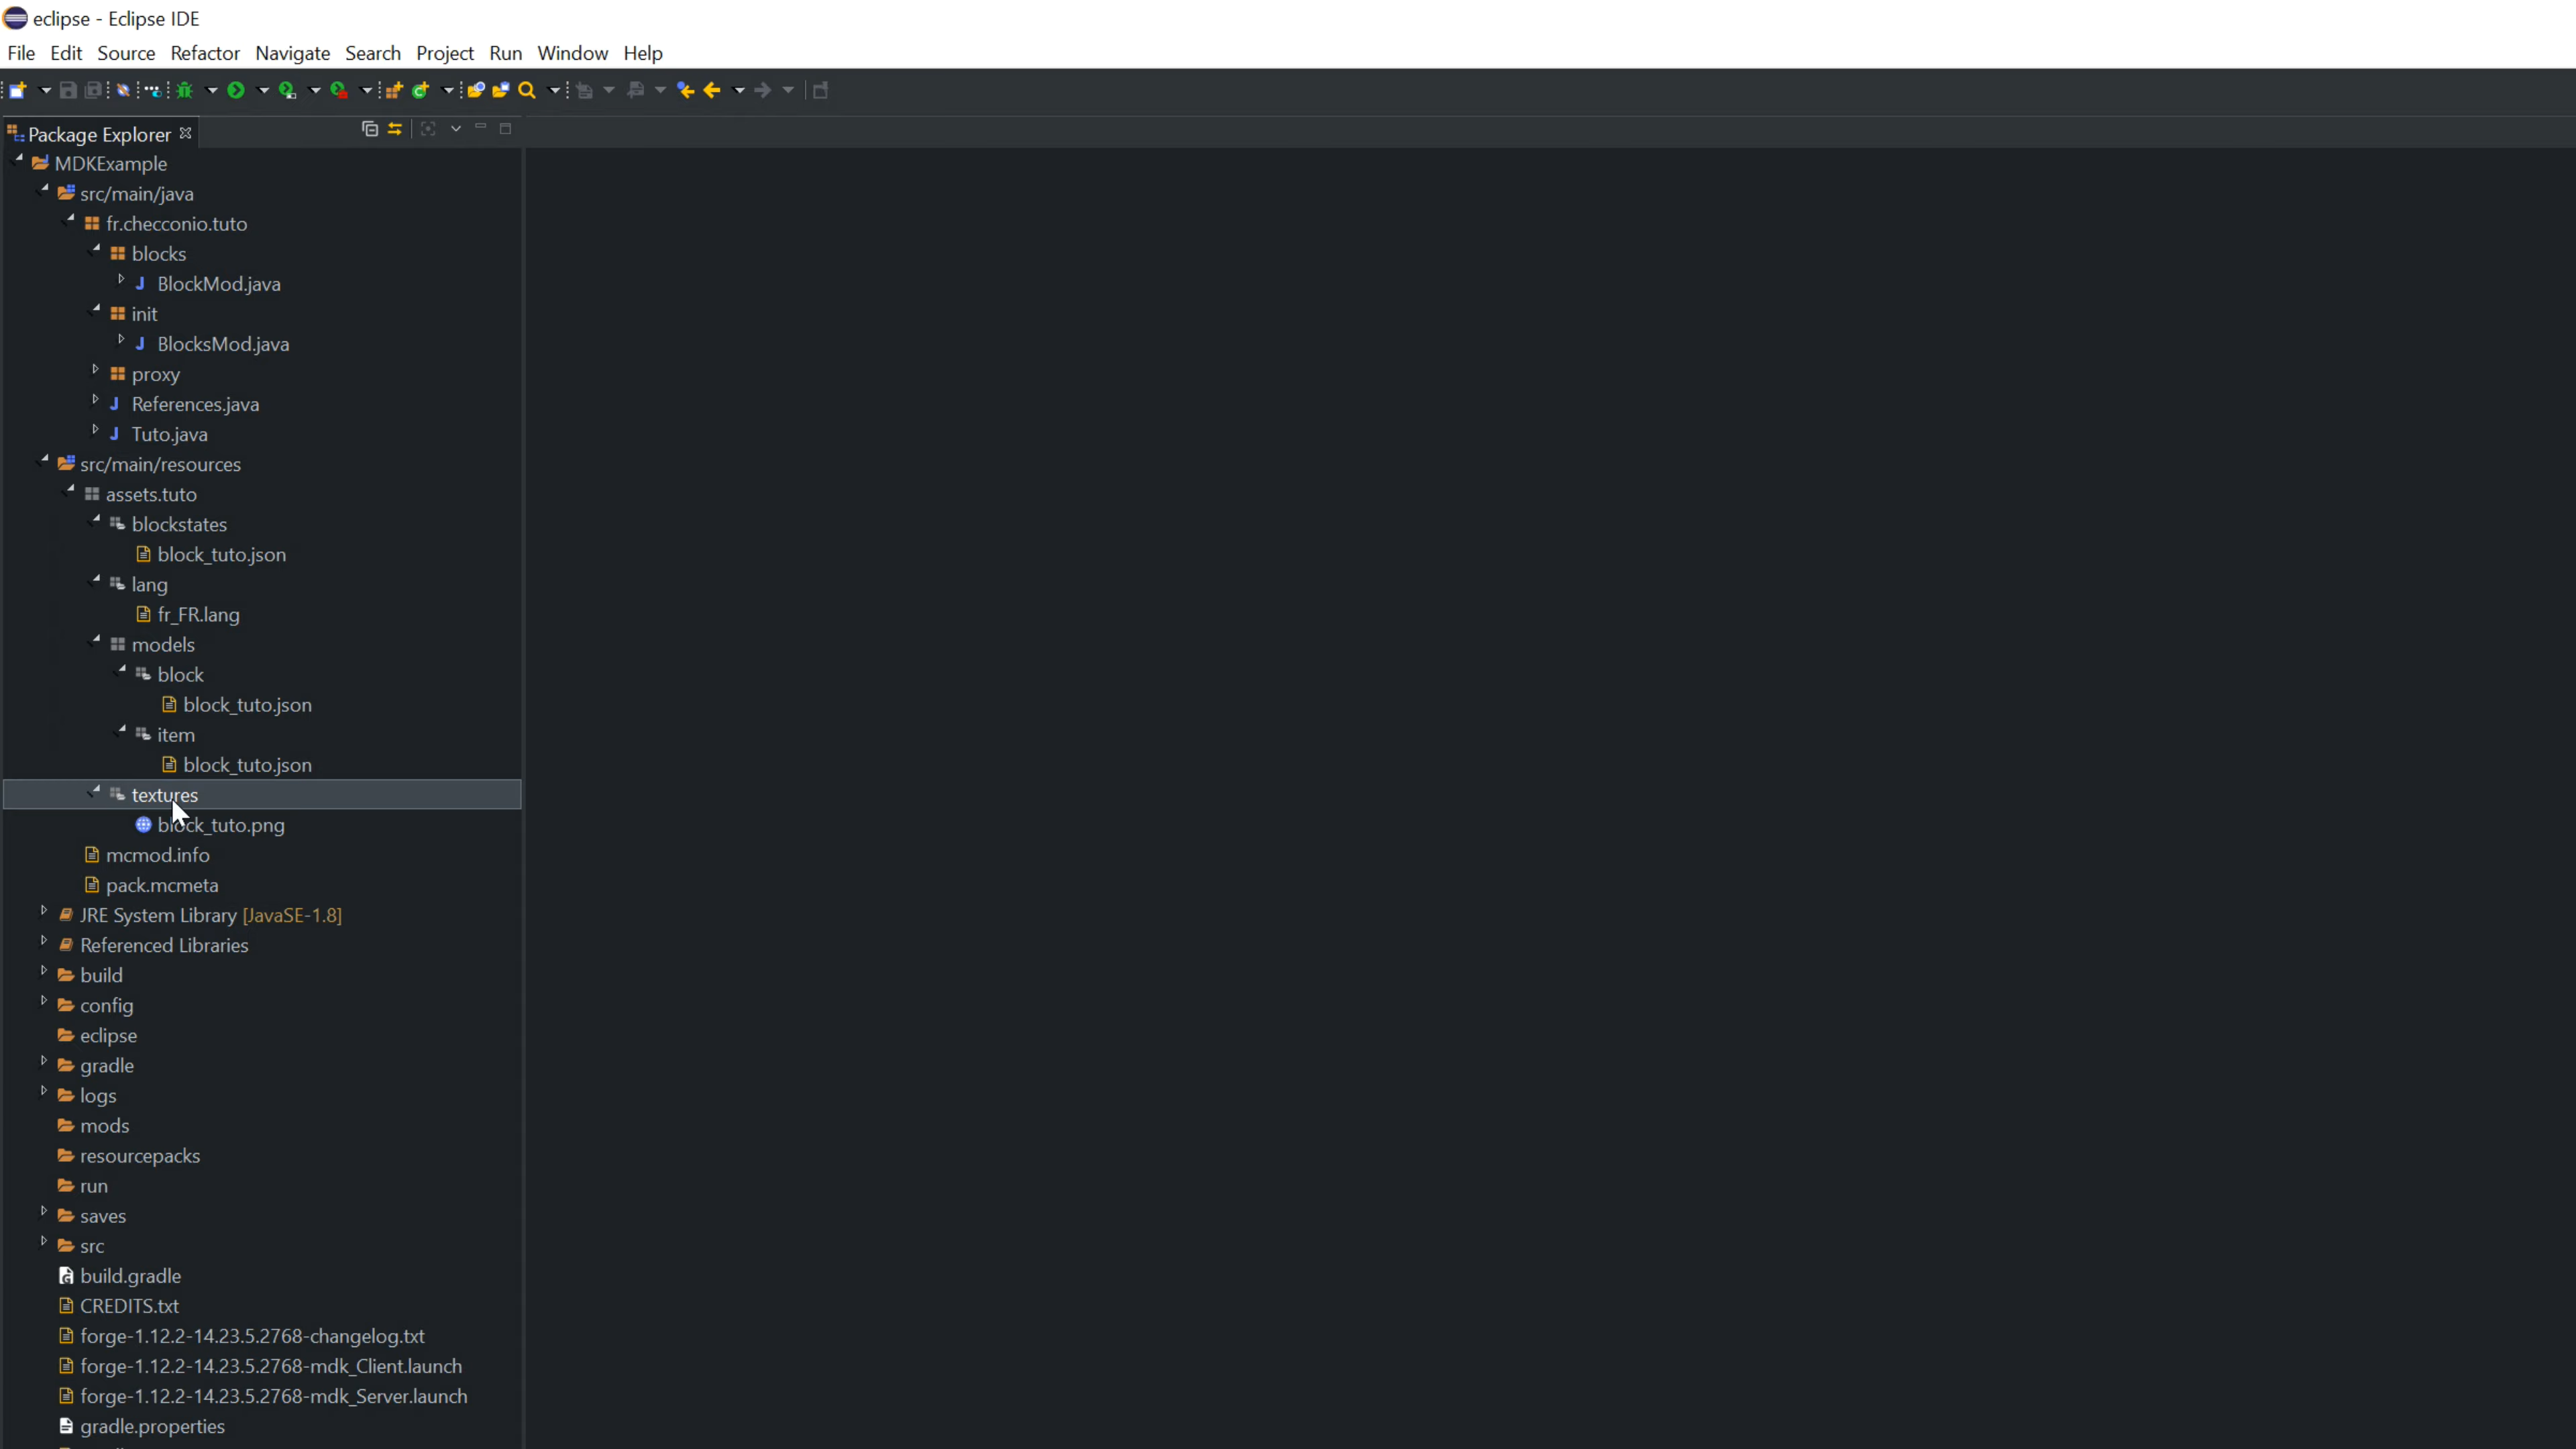 eclipse - Eclipse IDE
File Edit Source Refactor Navigate Search Project Run Window Help
Package Explorer
MDKExample
src/main/java
fr.checconio.tuto
blocks
BlockMod.java
init
BlocksMod.java
proxy
References.java
Tuto.java
src/main/resources
assets.tuto
blockstates
block_tuto.json
lang
fr_FR.lang
models
block
block_tuto.json
item
block_tuto.json
textures
block_tuto.png
mcmod.info
pack.mcmeta
JRE System Library [JavaSE-1.8]
Referenced Libraries
build
config
eclipse
gradle
logs
mods
resourcepacks
run
saves
src
build.gradle
CREDITS.txt
forge-1.12.2-14.23.5.2768-changelog.txt
forge-1.12.2-14.23.5.2768-mdk_Client.launch
forge-1.12.2-14.23.5.2768-mdk_Server.launch
gradle.properties